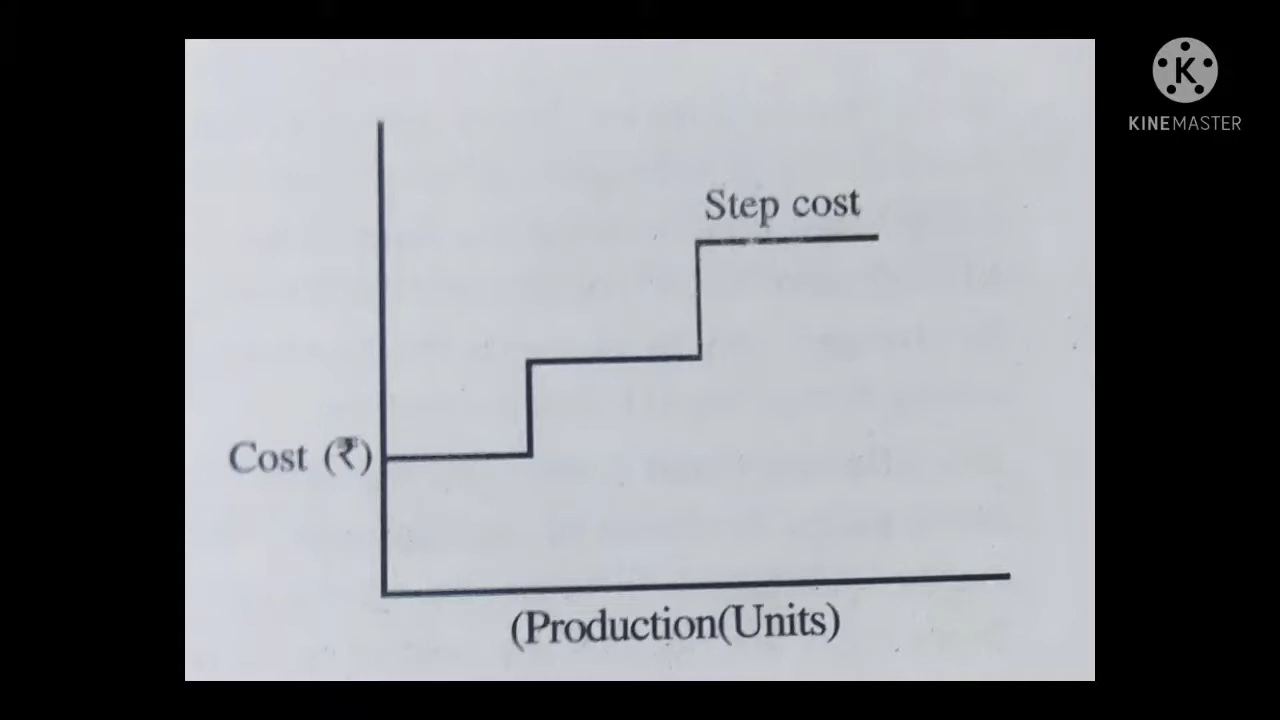 K
KINEMASTER
Step cost
Cost (₹)
(Production(Units)